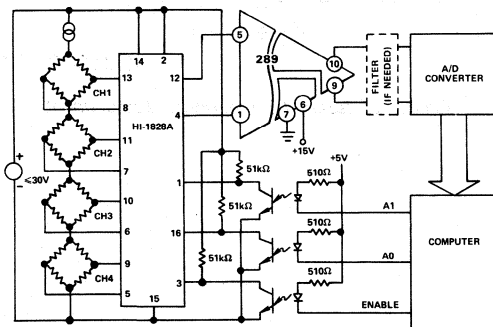 14
2
13
CH1
8
11
CH2
7
10
CH3
6
9
CH4
5
HI-1828A
12
4
1
16
3
15
+
≤30V
−
5
1
289
10
9
7
6
+15V
FILTER
(IF NEEDED)
A/D
CONVERTER
51kΩ
51kΩ
51kΩ
510Ω
+5V
510Ω
510Ω
A1
A0
ENABLE
COMPUTER